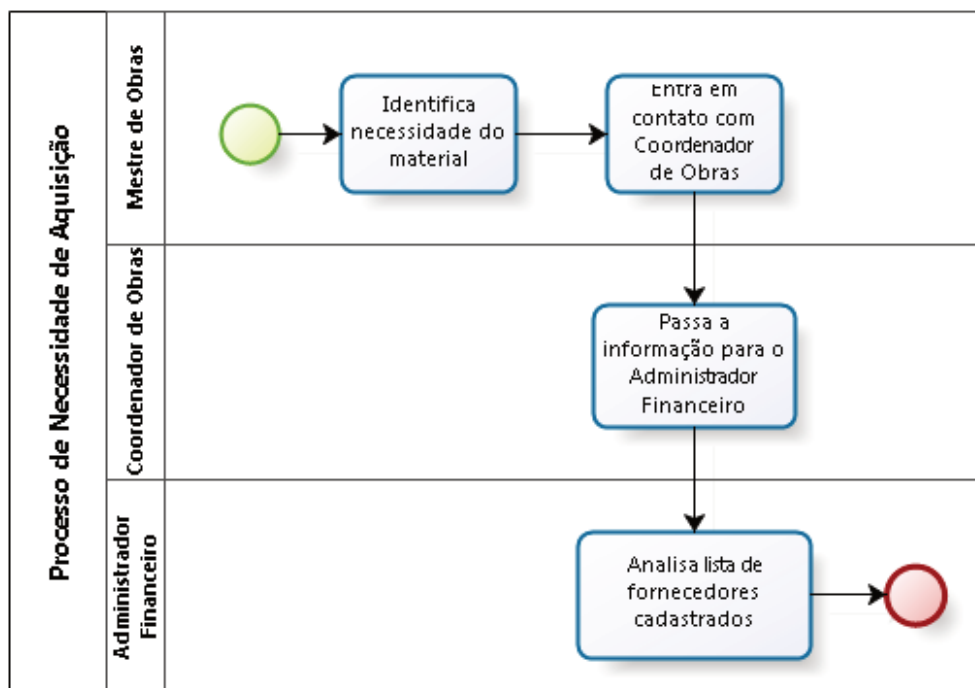 Processo de Necessidade de Aquisição
Mestre de Obras
Identifica
necessidade do
material
Entra em
contato com
Coordenador
de Obras
Coordenador de Obras
Passa a
informação para o
Administrador
Financeiro
Administrador
Financeiro
Analisa lista de
fornecedores
cadastrados